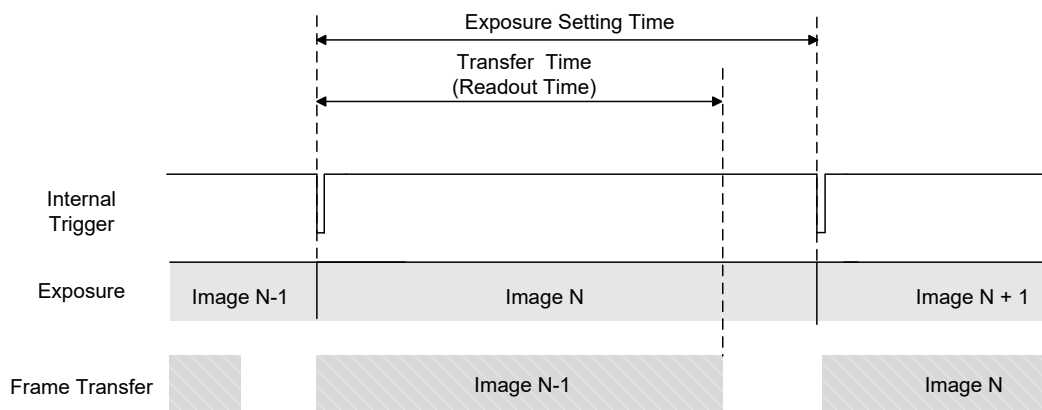 Exposure Setting Time
Transfer Time
(Readout Time)
Internal
Trigger
Exposure
Image N-1
Image N
Image N + 1
Frame Transfer
Image N-1
Image N